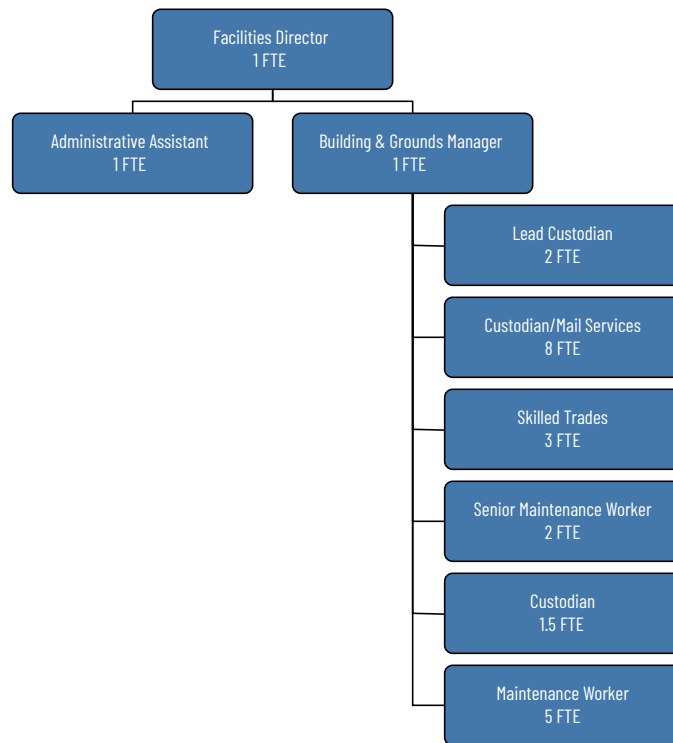 Facilities Director
1 FTE
Administrative Assistant
1 FTE
Building & Grounds Manager
1 FTE
Lead Custodian
2 FTE
Custodian/Mail Services
8 FTE
Skilled Trades
3 FTE
Senior Maintenance Worker
2 FTE
Custodian
1.5 FTE
Maintenance Worker
5 FTE